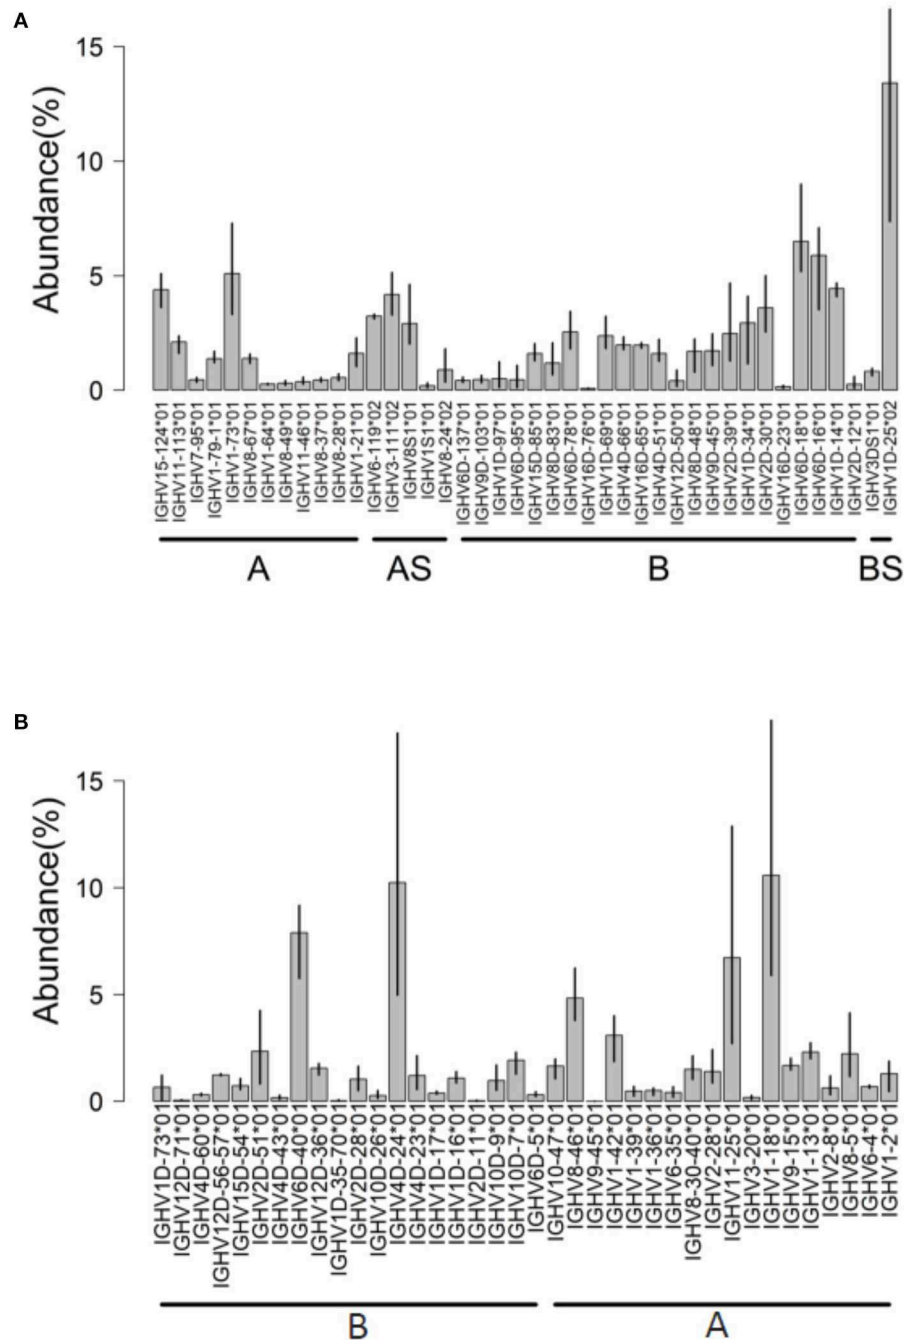 A
Abundance(%)
15
10
5
0
IGHV15-124*01
IGHV11-113*01
IGHV7-95*01
IGHV1-79-1*01
IGHV1-73*01
IGHV8-67*01
IGHV1-64*01
IGHV8-49*01
IGHV11-46*01
IGHV8-37*01
IGHV8-28*01
IGHV1-21*01
IGHV6-119*02
IGHV3-111*02
IGHV8S1*01
IGHV1S1*01
IGHV8-24*02
IGHV6D-137*01
IGHV9D-103*01
IGHV1D-97*01
IGHV6D-95*01
IGHV15D-85*01
IGHV8D-83*01
IGHV6D-78*01
IGHV16D-76*01
IGHV1D-69*01
IGHV4D-66*01
IGHV16D-65*01
IGHV4D-51*01
IGHV12D-50*01
IGHV8D-48*01
IGHV9D-45*01
IGHV2D-39*01
IGHV1D-34*01
IGHV2D-30*01
IGHV16D-23*01
IGHV6D-18*01
IGHV6D-16*01
IGHV1D-14*01
IGHV2D-12*01
IGHV3DS1*01
IGHV1D-25*02
A
AS
B
BS
B
Abundance(%)
15
10
5
0
IGHV1D-73*01
IGHV12D-71*01
IGHV4D-60*01
IGHV12D-56-57*01
IGHV15D-54*01
IGHV2D-51*01
IGHV4D-43*01
IGHV6D-40*01
IGHV12D-36*01
IGHV1D-35-70*01
IGHV2D-28*01
IGHV10D-26*01
IGHV4D-24*01
IGHV4D-23*01
IGHV1D-17*01
IGHV1D-16*01
IGHV2D-11*01
IGHV10D-9*01
IGHV10D-7*01
IGHV6D-5*01
IGHV10-47*01
IGHV8-46*01
IGHV9-45*01
IGHV1-42*01
IGHV1-39*01
IGHV1-36*01
IGHV6-35*01
IGHV8-30-40*01
IGHV2-28*01
IGHV11-25*01
IGHV3-20*01
IGHV1-18*01
IGHV9-15*01
IGHV1-13*01
IGHV2-8*01
IGHV8-5*01
IGHV6-4*01
IGHV1-2*01
B
A